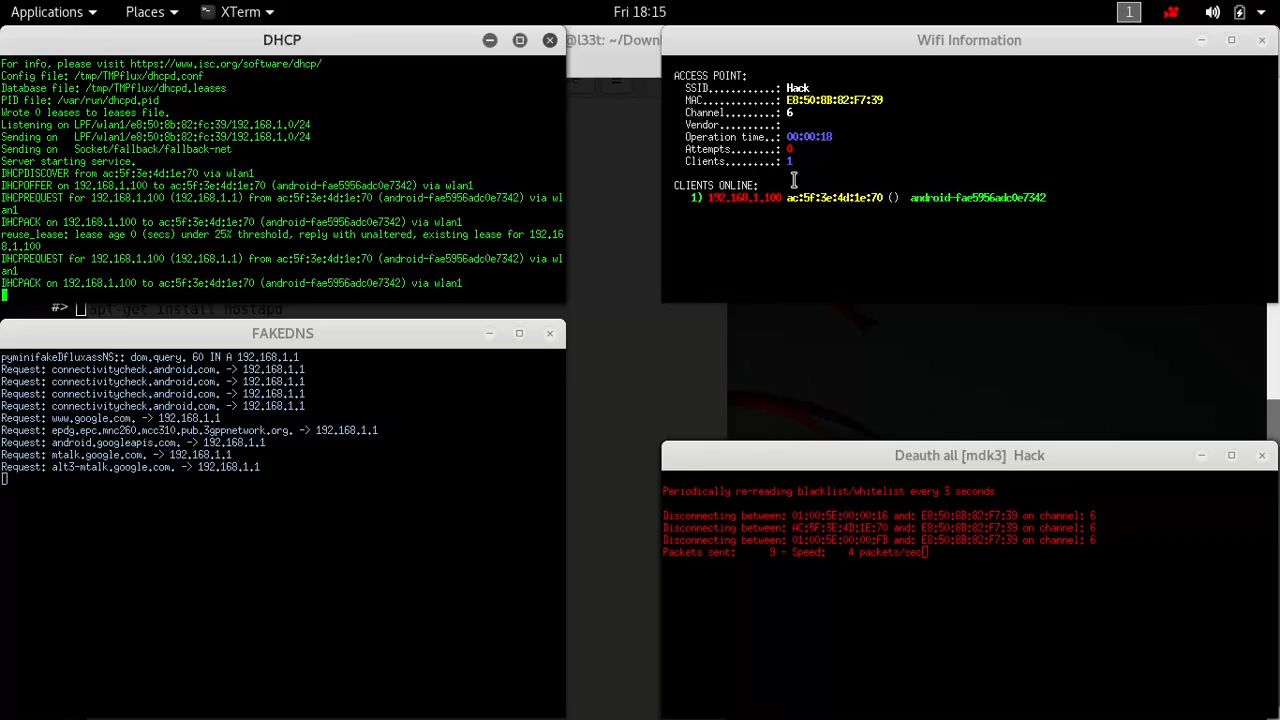 Applications Places XTerm Fri 18:15 1
DHCP
For info, please visit https://www.isc.org/software/dhcp/
Config file: /tmp/TMPflux/dhcpd.conf
Database file: /tmp/TMPflux/dhcpd.leases
PID file: /var/run/dhcpd.pid
Wrote 0 leases to leases file.
Listening on LPF/wlan1/e8:50:8b:82:fc:39/192.168.1.0/24
Sending on   LPF/wlan1/e8:50:8b:82:fc:39/192.168.1.0/24
Sending on   Socket/fallback/fallback-net
Server starting service.
DHCPDISCOVER from ac:5f:3e:4d:1e:70 via wlan1
DHCPOFFER on 192.168.1.100 to ac:5f:3e:4d:1e:70 (android-fae5956adc0e7342) via wlan1
DHCPREQUEST for 192.168.1.100 (192.168.1.1) from ac:5f:3e:4d:1e:70 (android-fae5956adc0e7342) via wl
an1
DHCPACK on 192.168.1.100 to ac:5f:3e:4d:1e:70 (android-fae5956adc0e7342) via wlan1
reuse_lease: lease age 0 (secs) under 25% threshold, reply with unaltered, existing lease for 192.16
8.1.100
DHCPREQUEST for 192.168.1.100 (192.168.1.1) from ac:5f:3e:4d:1e:70 (android-fae5956adc0e7342) via wl
an1
DHCPACK on 192.168.1.100 to ac:5f:3e:4d:1e:70 (android-fae5956adc0e7342) via wlan1
@l33t: ~/Down
#> apt-get install hostapd
Wifi Information
ACCESS POINT:
SSID............: Hack
MAC.............: E8:50:8B:82:F7:39
Channel.........: 6
Vendor..........:
Operation time..: 00:00:18
Attempts........: 0
Clients.........: 1
CLIENTS ONLINE:
1) 192.168.1.100 ac:5f:3e:4d:1e:70 () android-fae5956adc0e7342
FAKEDNS
pyminifakeDfluxassNS:: dom.query. 60 IN A 192.168.1.1
Request: connectivitycheck.android.com. -> 192.168.1.1
Request: connectivitycheck.android.com. -> 192.168.1.1
Request: connectivitycheck.android.com. -> 192.168.1.1
Request: connectivitycheck.android.com. -> 192.168.1.1
Request: www.google.com. -> 192.168.1.1
Request: epdg.epc.mnc260.mcc310.pub.3gppnetwork.org. -> 192.168.1.1
Request: android.googleapis.com. -> 192.168.1.1
Request: mtalk.google.com. -> 192.168.1.1
Request: alt3-mtalk.google.com. -> 192.168.1.1
Deauth all [mdk3]  Hack
Periodically re-reading blacklist/whitelist every 3 seconds
Disconnecting between: 01:00:5E:00:00:16 and: E8:50:8B:82:F7:39 on channel: 6
Disconnecting between: AC:5F:3E:4D:1E:70 and: E8:50:8B:82:F7:39 on channel: 6
Disconnecting between: 01:00:5E:00:00:FB and: E8:50:8B:82:F7:39 on channel: 6
Packets sent:      9 - Speed:    4 packets/sec